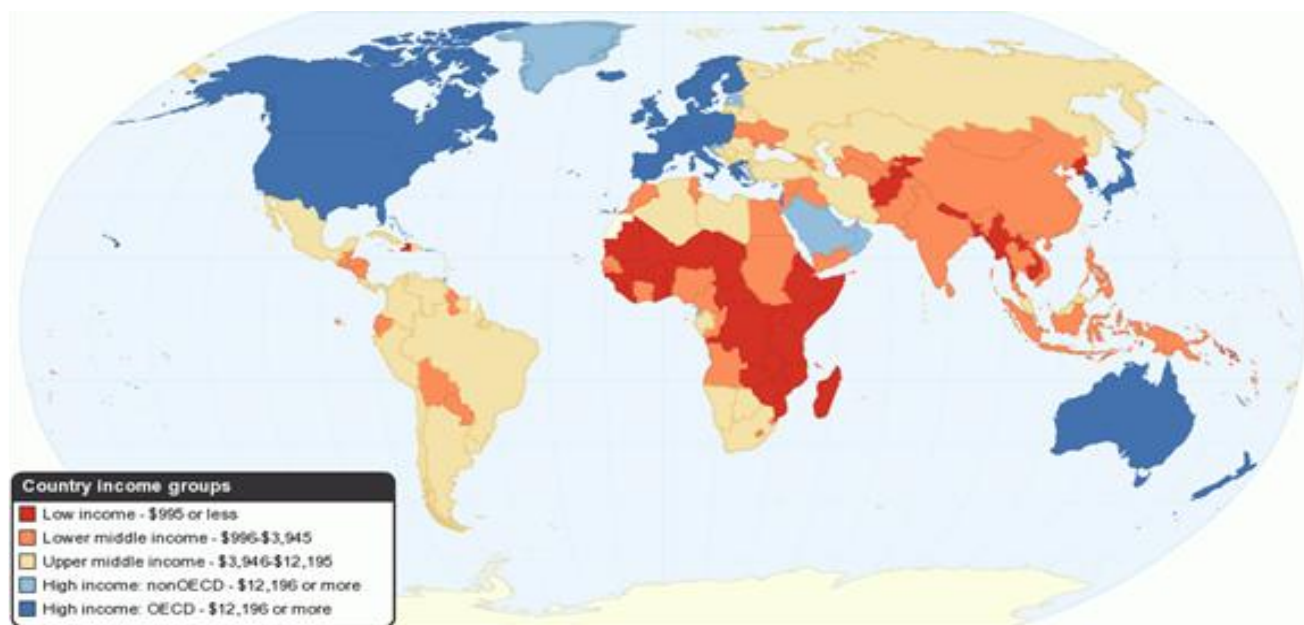 Country Income groups
Low income - $995 or less
Lower middle income - $996-$3,945
Upper middle income - $3,946-$12,195
High income: nonOECD - $12,196 or more
High income: OECD - $12,196 or more